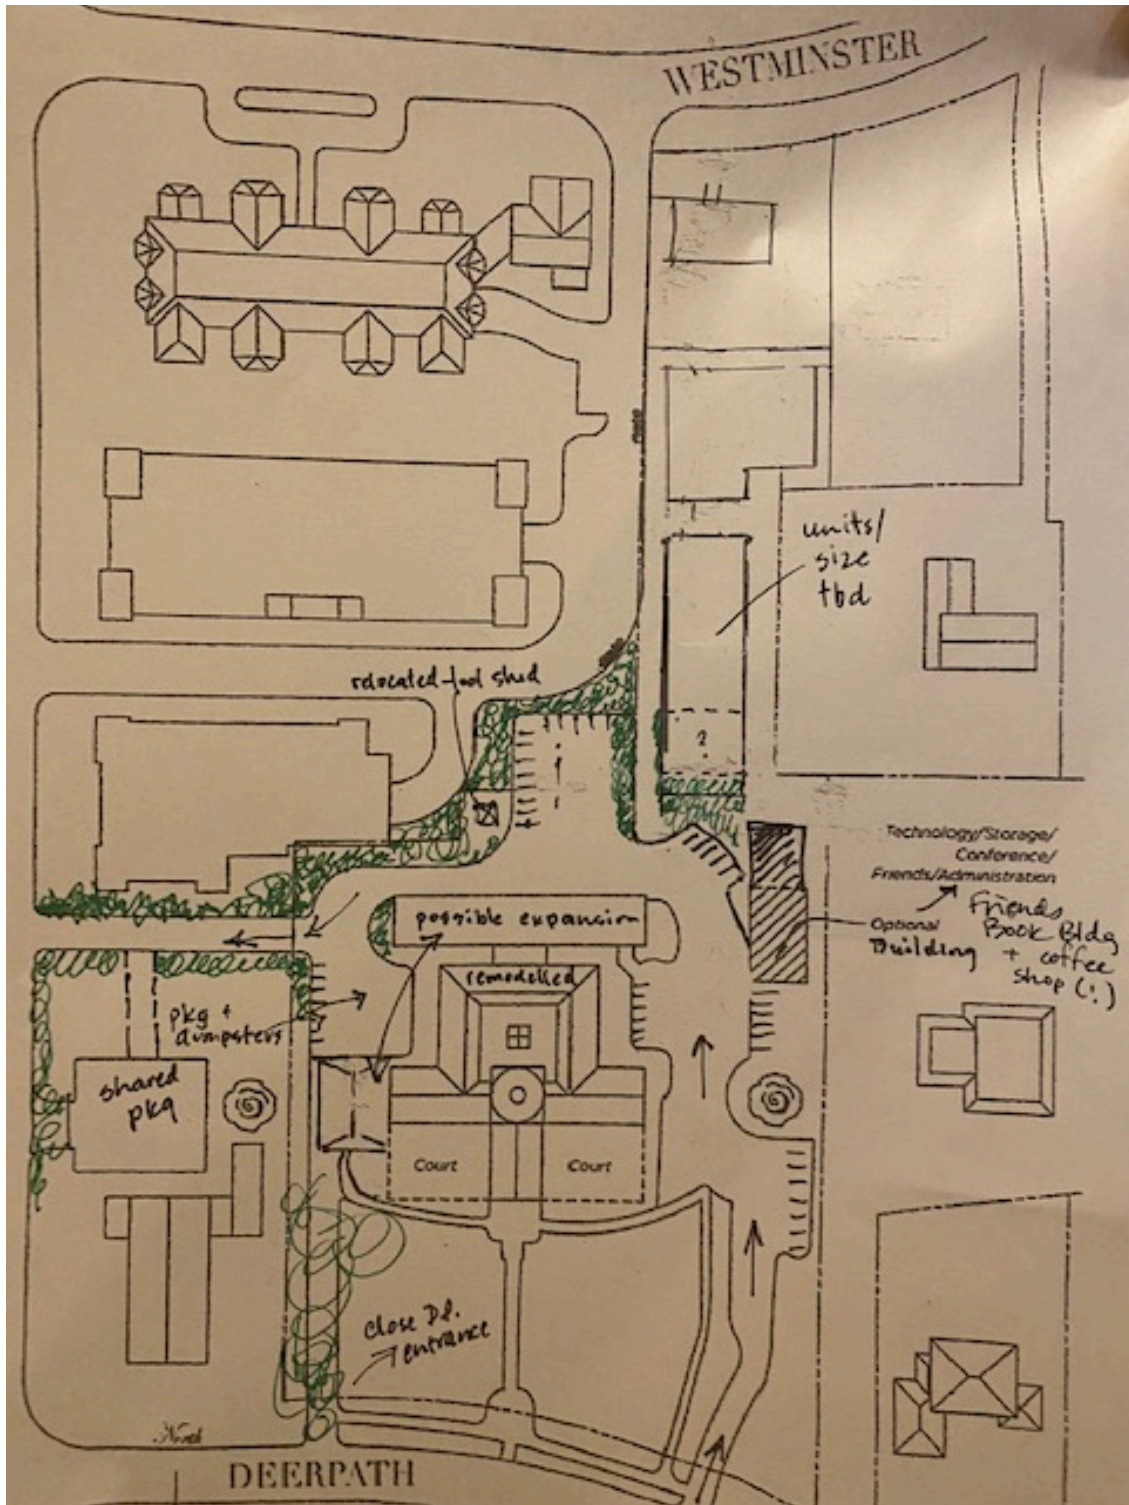 WESTMINSTER
units/
size
tbd
relocated tool shed
?
Technology/Storage/
Conference/
Friends/Administration
Optional
Building
Friends
Book Bldg
+ coffee
shop (!)
possible expansion
remodelled
pkg +
dumpsters
shared
pkg
Court
Court
close D.P.
entrance
North
DEERPATH